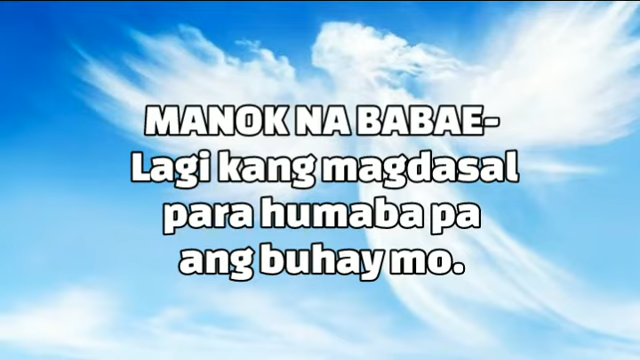 MANOK NA BABAE-
Lagi kang magdasal
para humaba pa
ang buhay mo.